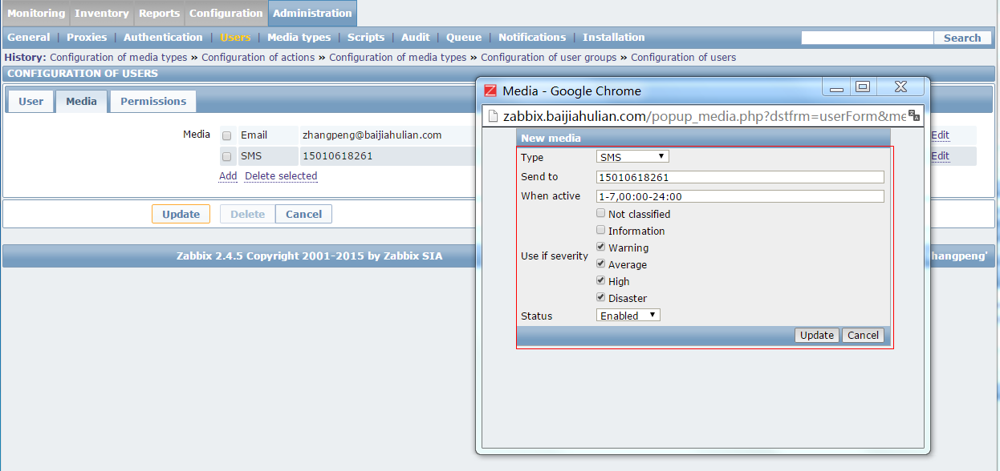 Monitoring Inventory Reports Configuration Administration
General | Proxies | Authentication | Users | Media types | Scripts | Audit | Queue | Notifications | Installation Search
History: Configuration of media types » Configuration of actions » Configuration of media types » Configuration of user groups » Configuration of users
CONFIGURATION OF USERS
User Media Permissions
Media Email zhangpeng@baijiahulian.com Edit
SMS 15010618261 Edit
Add Delete selected
Update Delete Cancel
Zabbix 2.4.5 Copyright 2001-2015 by Zabbix SIA hangpeng'
Media - Google Chrome
zabbix.baijiahulian.com/popup_media.php?dstfrm=userForm&me
New media
Type SMS
Send to 15010618261
When active 1-7,00:00-24:00
Not classified
Information
Use if severity
Warning
Average
High
Disaster
Status Enabled
Update Cancel